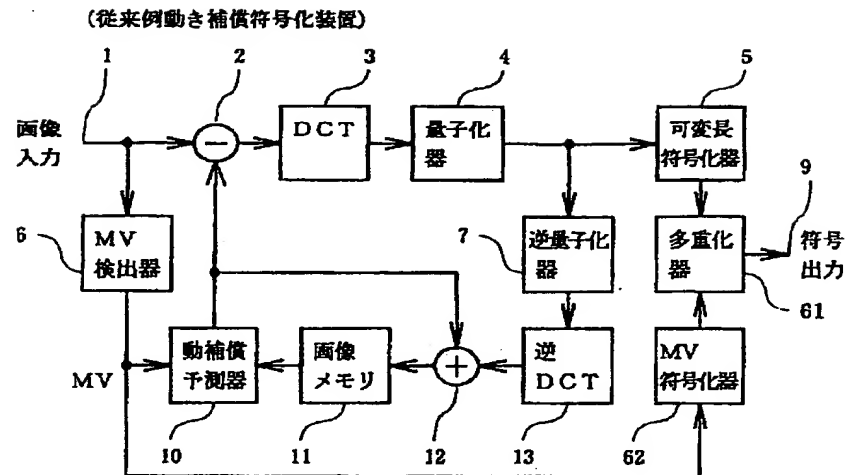 (従来例動き補償符号化装置)
1
2
3
4
5
画像
入力
−
DCT
量子化
器
可変長
符号化器
9
6
MV
検出器
7
逆量子化
器
多重化
器
符号
出力
61
MV
動補償
予測器
画像
メモリ
+
逆
DCT
MV
符号化器
10
11
12
13
62